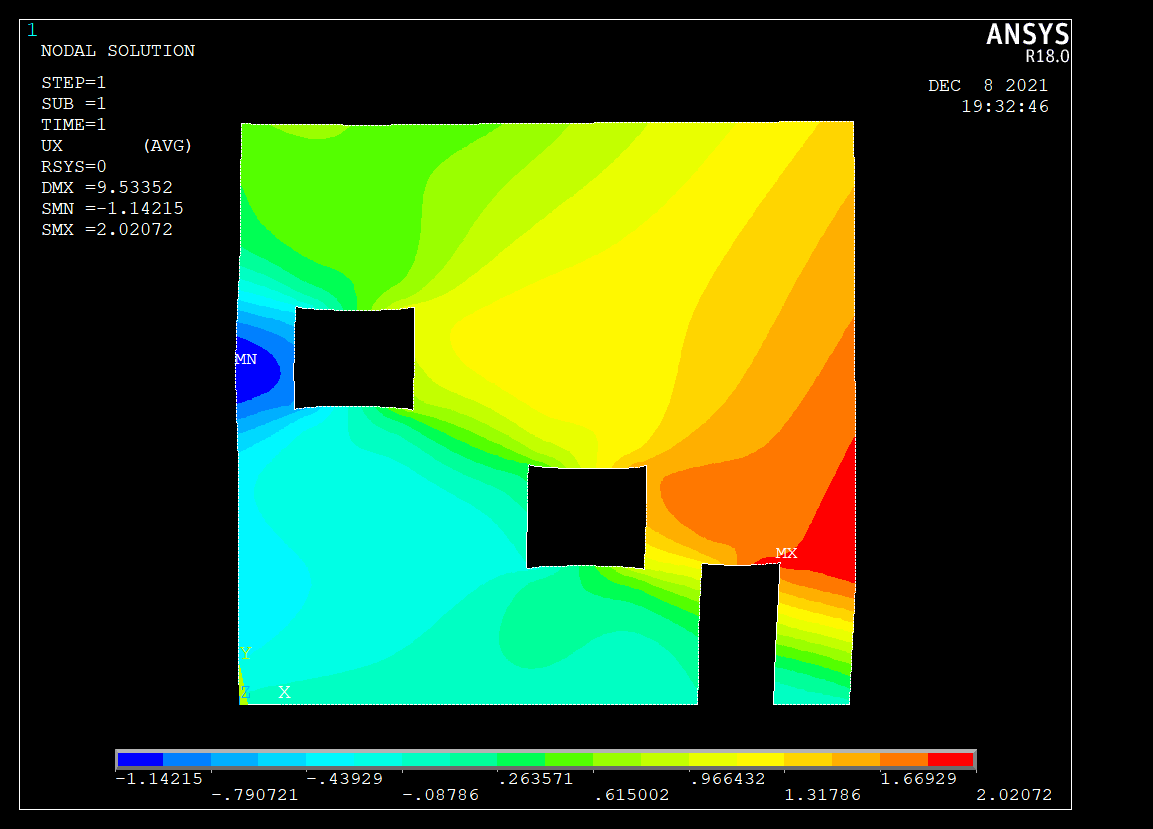 1
ANSYS
R18.0
NODAL SOLUTION
DEC  8 2021
19:32:46
STEP=1
SUB =1
TIME=1
UX       (AVG)
RSYS=0
DMX =9.53352
SMN =-1.14215
SMX =2.02072
MN
MX
Y
Z X
-1.14215 -.43929 .263571 .966432 1.66929
-.790721 -.08786 .615002 1.31786 2.02072